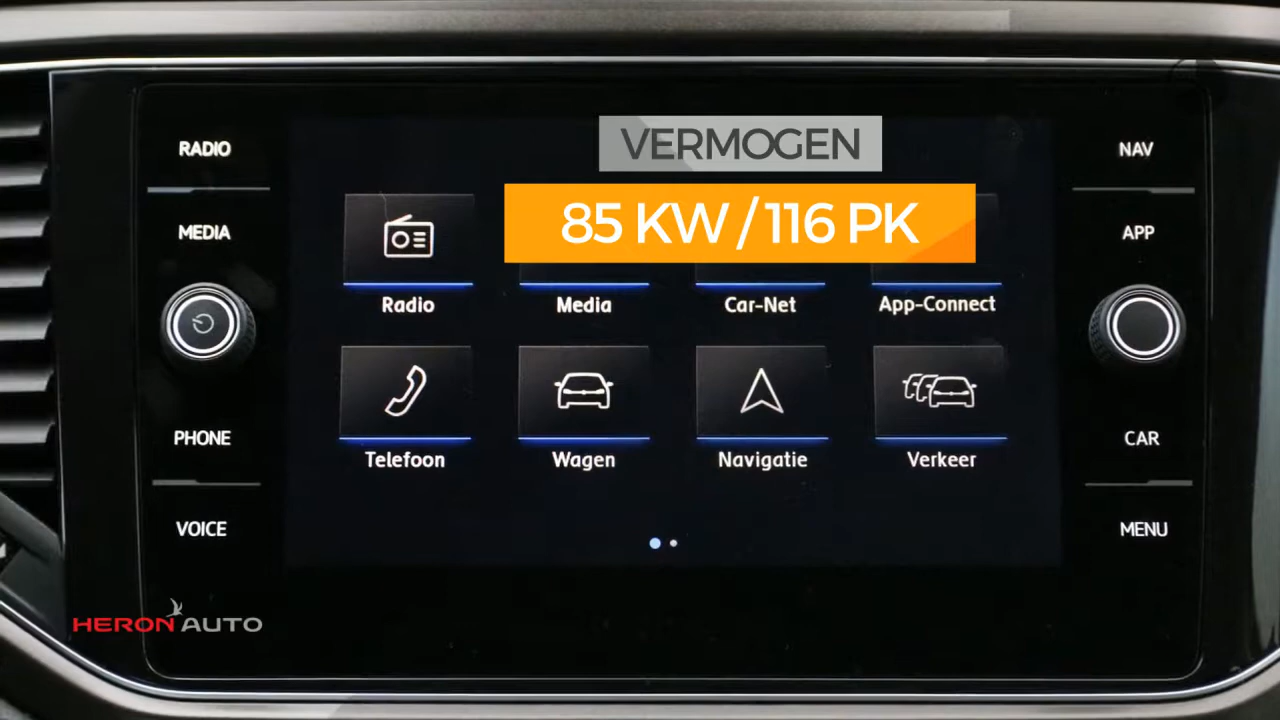 VERMOGEN
85 KW / 116 PK
RADIO
MEDIA
PHONE
VOICE
Radio
Media
Car-Net
App-Connect
Telefoon
Wagen
Navigatie
Verkeer
NAV
APP
CAR
MENU
HERON AUTO